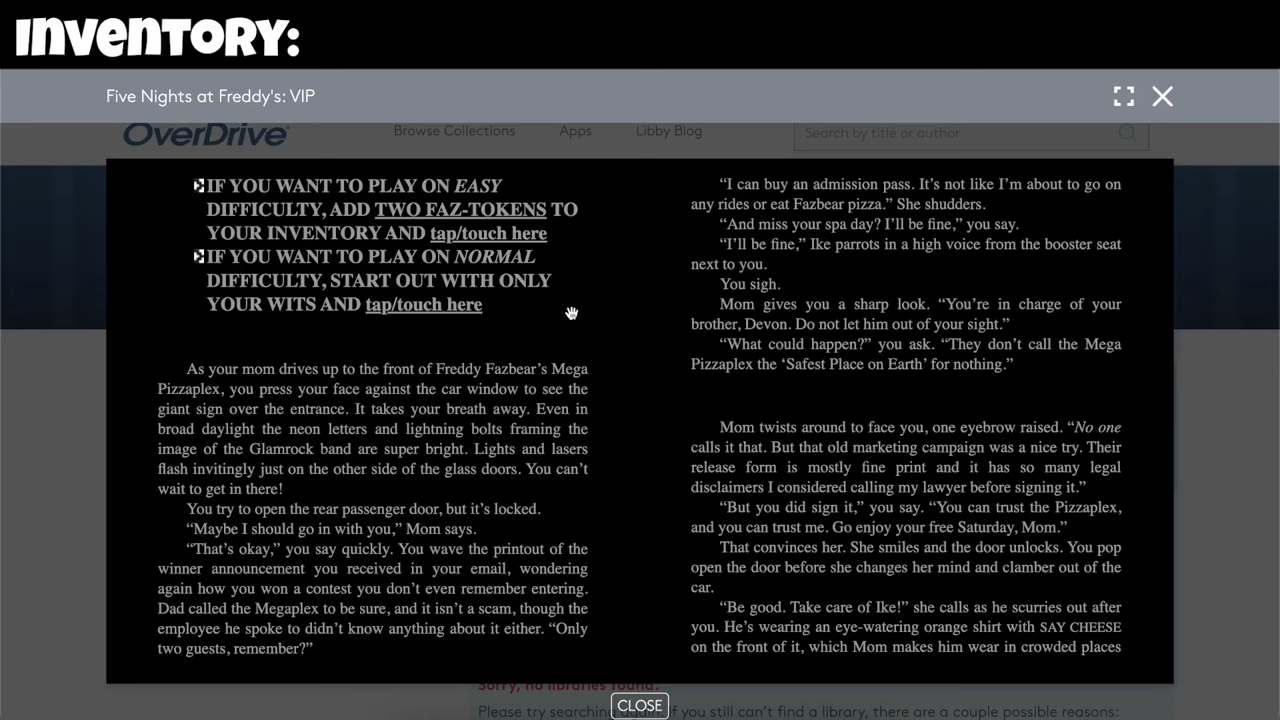 INVENTORY:
Five Nights at Freddy's: VIP
OverDrive
Browse Collections Apps Libby Blog Search by title or author
IF YOU WANT TO PLAY ON EASY
DIFFICULTY, ADD TWO FAZ-TOKENS TO
YOUR INVENTORY AND tap/touch here
IF YOU WANT TO PLAY ON NORMAL
DIFFICULTY, START OUT WITH ONLY
YOUR WITS AND tap/touch here
As your mom drives up to the front of Freddy Fazbear's Mega
Pizzaplex, you press your face against the car window to see the
giant sign over the entrance. It takes your breath away. Even in
broad daylight the neon letters and lightning bolts framing the
image of the Glamrock band are super bright. Lights and lasers
flash invitingly just on the other side of the glass doors. You can't
wait to get in there!
You try to open the rear passenger door, but it's locked.
“Maybe I should go in with you,” Mom says.
“That's okay,” you say quickly. You wave the printout of the
winner announcement you received in your email, wondering
again how you won a contest you don't even remember entering.
Dad called the Megaplex to be sure, and it isn't a scam, though the
employee he spoke to didn't know anything about it either. “Only
two guests, remember?”
“I can buy an admission pass. It's not like I'm about to go on
any rides or eat Fazbear pizza.” She shudders.
“And miss your spa day? I'll be fine,” you say.
“I'll be fine,” Ike parrots in a high voice from the booster seat
next to you.
You sigh.
Mom gives you a sharp look. “You're in charge of your
brother, Devon. Do not let him out of your sight.”
“What could happen?” you ask. “They don't call the Mega
Pizzaplex the ‘Safest Place on Earth’ for nothing.”
Mom twists around to face you, one eyebrow raised. “No one
calls it that. But that old marketing campaign was a nice try. Their
release form is mostly fine print and it has so many legal
disclaimers I considered calling my lawyer before signing it.”
“But you did sign it,” you say. “You can trust the Pizzaplex,
and you can trust me. Go enjoy your free Saturday, Mom.”
That convinces her. She smiles and the door unlocks. You pop
open the door before she changes her mind and clamber out of the
car.
“Be good. Take care of Ike!” she calls as he scurries out after
you. He's wearing an eye-watering orange shirt with SAY CHEESE
on the front of it, which Mom makes him wear in crowded places
Sorry, no libraries found.
CLOSE
Please try searching again. If you still can't find a library, there are a couple possible reasons: